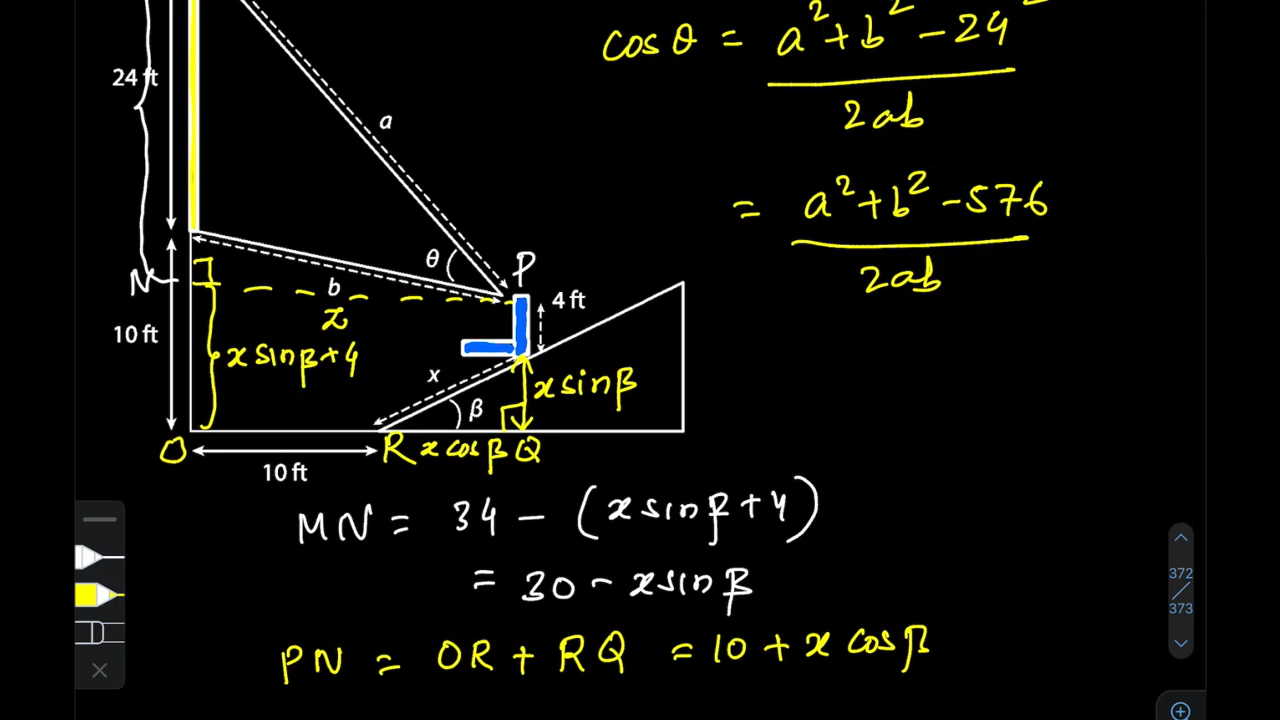 cos θ = a² + b² - 24²
2ab
= a² + b² - 576
2ab
24 ft
a
θ
P
N
b
4 ft
x
10 ft
x sin β + 4
x
x sin β
β
O
R x cos β Q
10 ft
MN = 34 - (x sin β + 4)
= 30 - x sin β
PN = OR + RQ = 10 + x cos β
372
373